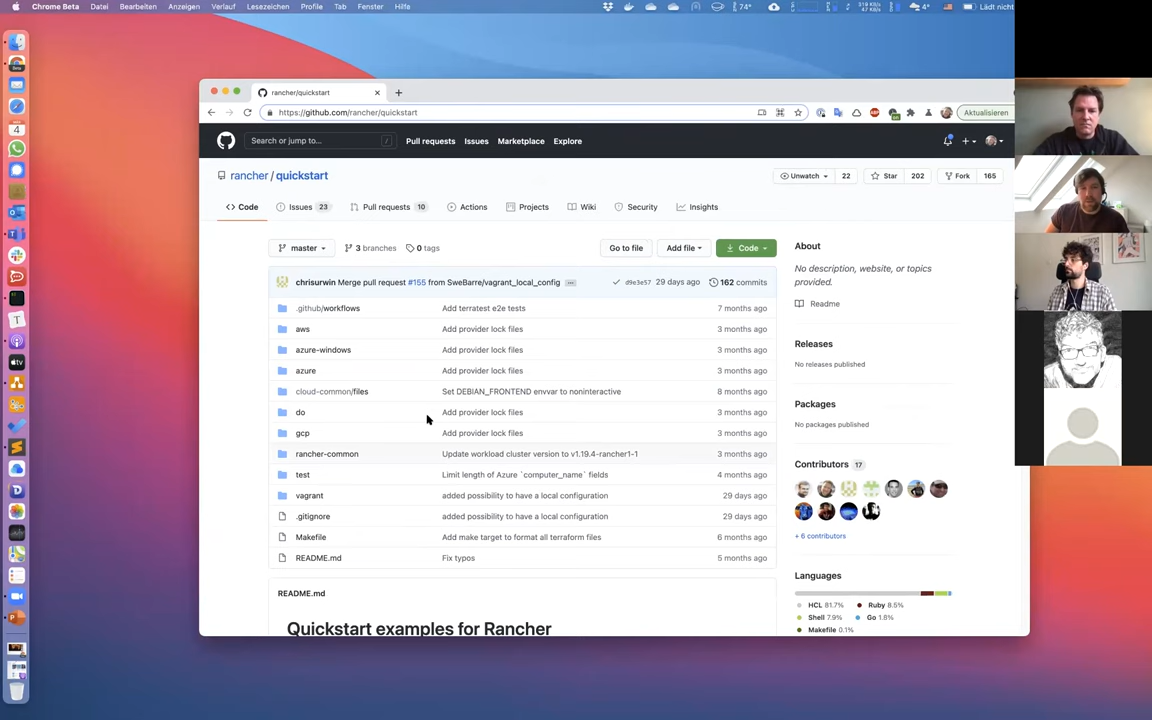 Chrome Beta Datei Bearbeiten Anzeigen Verlauf Lesezeichen Profile Tab Fenster Hilfe 74° 4° Lädt nicht
rancher/quickstart
https://github.com/rancher/quickstart Aktualisieren
Search or jump to... / Pull requests Issues Marketplace Explore
rancher / quickstart Unwatch 22 Star 202 Fork 165
Code Issues 23 Pull requests 10 Actions Projects Wiki Security Insights
master 3 branches 0 tags Go to file Add file Code
chrisurwin Merge pull request #155 from SweBarre/vagrant_local_config d9e3e57 29 days ago 162 commits
.github/workflows Add terratest e2e tests 7 months ago
aws Add provider lock files 3 months ago
azure-windows Add provider lock files 3 months ago
azure Add provider lock files 3 months ago
cloud-common/files Set DEBIAN_FRONTEND envvar to noninteractive 8 months ago
do Add provider lock files 3 months ago
gcp Add provider lock files 3 months ago
rancher-common Update workload cluster version to v1.19.4-rancher1-1 3 months ago
test Limit length of Azure `computer_name` fields 4 months ago
vagrant added possibility to have a local configuration 29 days ago
.gitignore added possibility to have a local configuration 29 days ago
Makefile Add make target to format all terraform files 6 months ago
README.md Fix typos 5 months ago
README.md
Quickstart examples for Rancher
About
No description, website, or topics
provided.
Readme
Releases
No releases published
Packages
No packages published
Contributors 17
+ 6 contributors
Languages
HCL 81.7% Ruby 8.5%
Shell 7.9% Go 1.8%
Makefile 0.1%